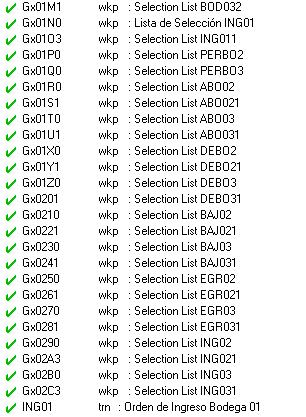 Gx01M1 wkp : Selection List BOD032
Gx01N0 wkp : Lista de Selección ING01
Gx01O3 wkp : Selection List ING011
Gx01P0 wkp : Selection List PERBO2
Gx01Q0 wkp : Selection List PERBO3
Gx01R0 wkp : Selection List ABO02
Gx01S1 wkp : Selection List ABO021
Gx01T0 wkp : Selection List ABO03
Gx01U1 wkp : Selection List ABO031
Gx01X0 wkp : Selection List DEBO2
Gx01Y1 wkp : Selection List DEBO21
Gx01Z0 wkp : Selection List DEBO3
Gx0201 wkp : Selection List DEBO31
Gx0210 wkp : Selection List BAJ02
Gx0221 wkp : Selection List BAJ021
Gx0230 wkp : Selection List BAJ03
Gx0241 wkp : Selection List BAJ031
Gx0250 wkp : Selection List EGR02
Gx0261 wkp : Selection List EGR021
Gx0270 wkp : Selection List EGR03
Gx0281 wkp : Selection List EGR031
Gx0290 wkp : Selection List ING02
Gx02A3 wkp : Selection List ING021
Gx02B0 wkp : Selection List ING03
Gx02C3 wkp : Selection List ING031
ING01 trn : Orden de Ingreso Bodega 01